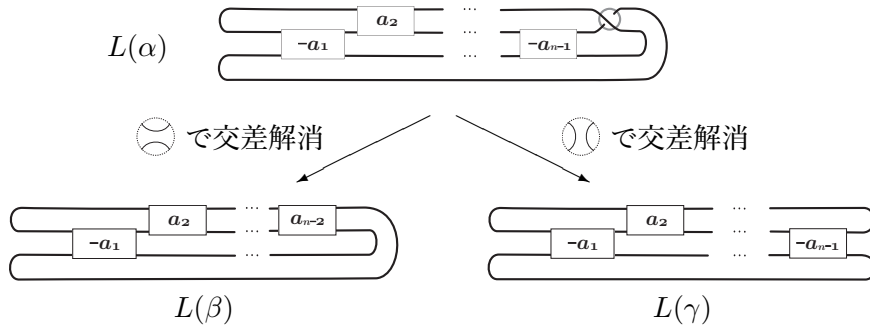 a₂ ...
L(α) -a₁ ... -aₙ₋₁
...
で交差解消 で交差解消
... ...
a₂ ... aₙ₋₂ a₂ ...
-a₁ ... -a₁ ... -aₙ₋₁
L(β) L(γ)